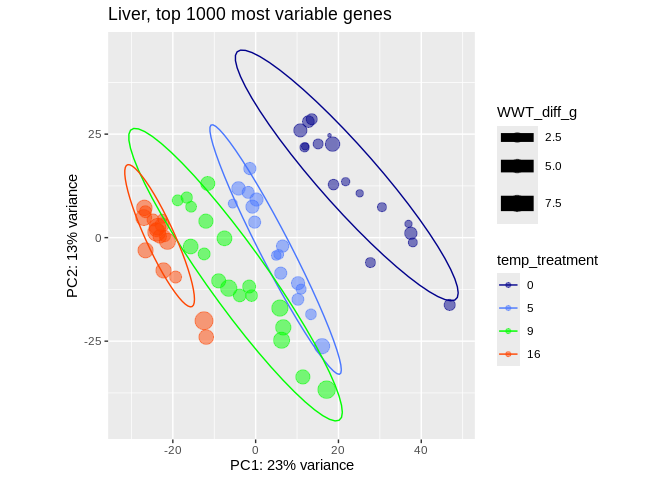 Liver, top 1000 most variable genes
PC2: 13% variance
25
0
-25
-20
0
20
40
PC1: 23% variance
WWT_diff_g
2.5
5.0
7.5
temp_treatment
0
5
9
16